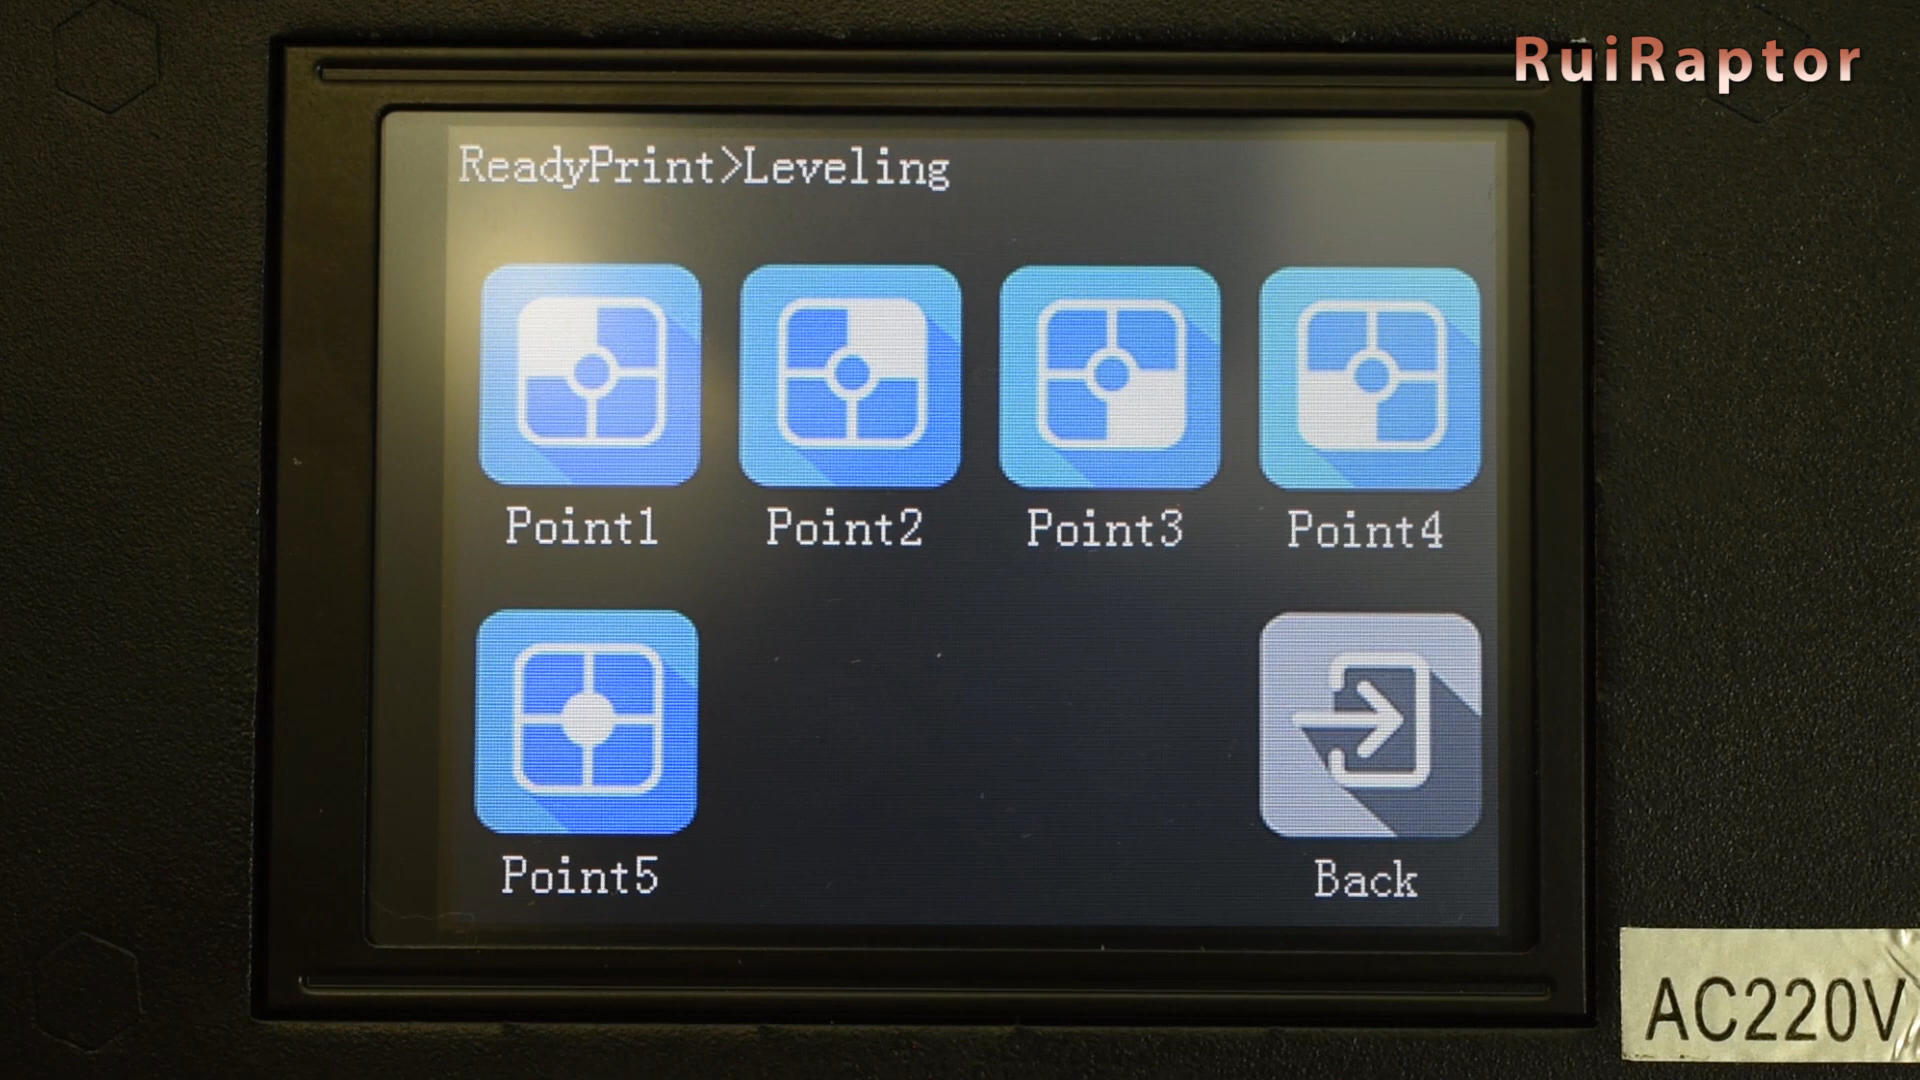 RuiRaptor
ReadyPrint>Leveling
Point1
Point2
Point3
Point4
Point5
Back
AC220V